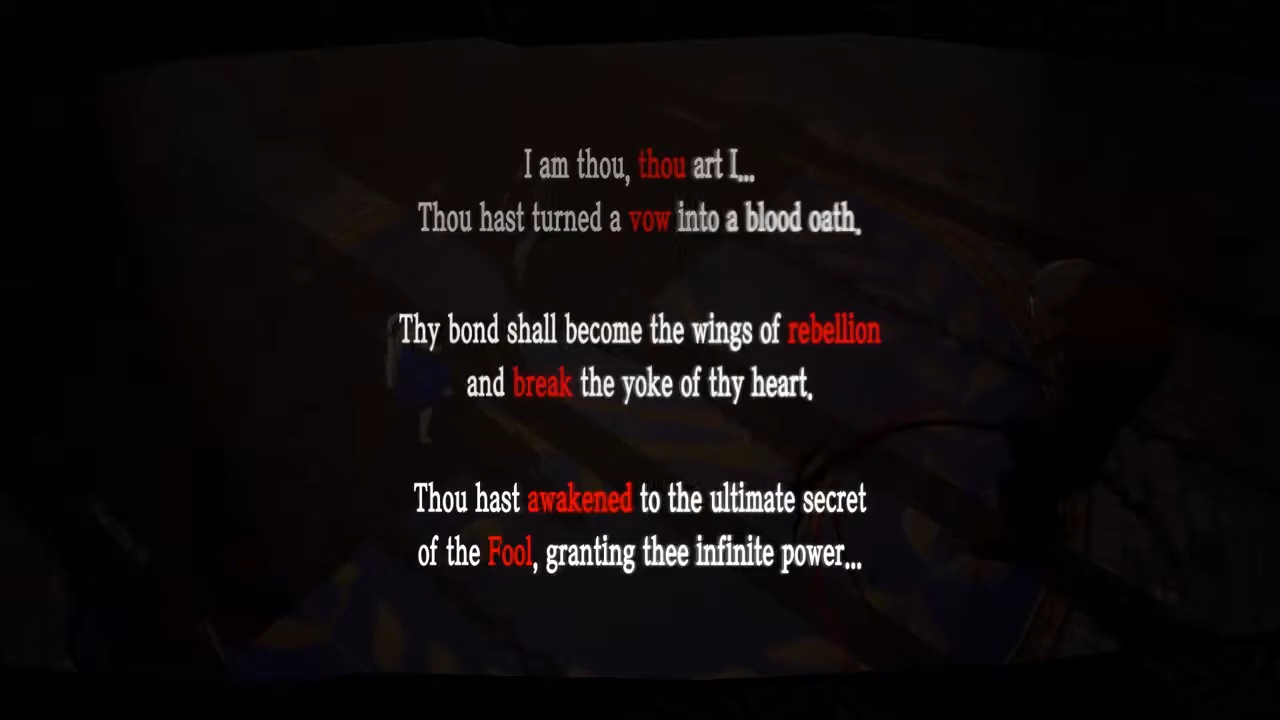 I am thou, thou art I...
Thou hast turned a vow into a blood oath.
Thy bond shall become the wings of rebellion
and break the yoke of thy heart.
Thou hast awakened to the ultimate secret
of the Fool, granting thee infinite power...